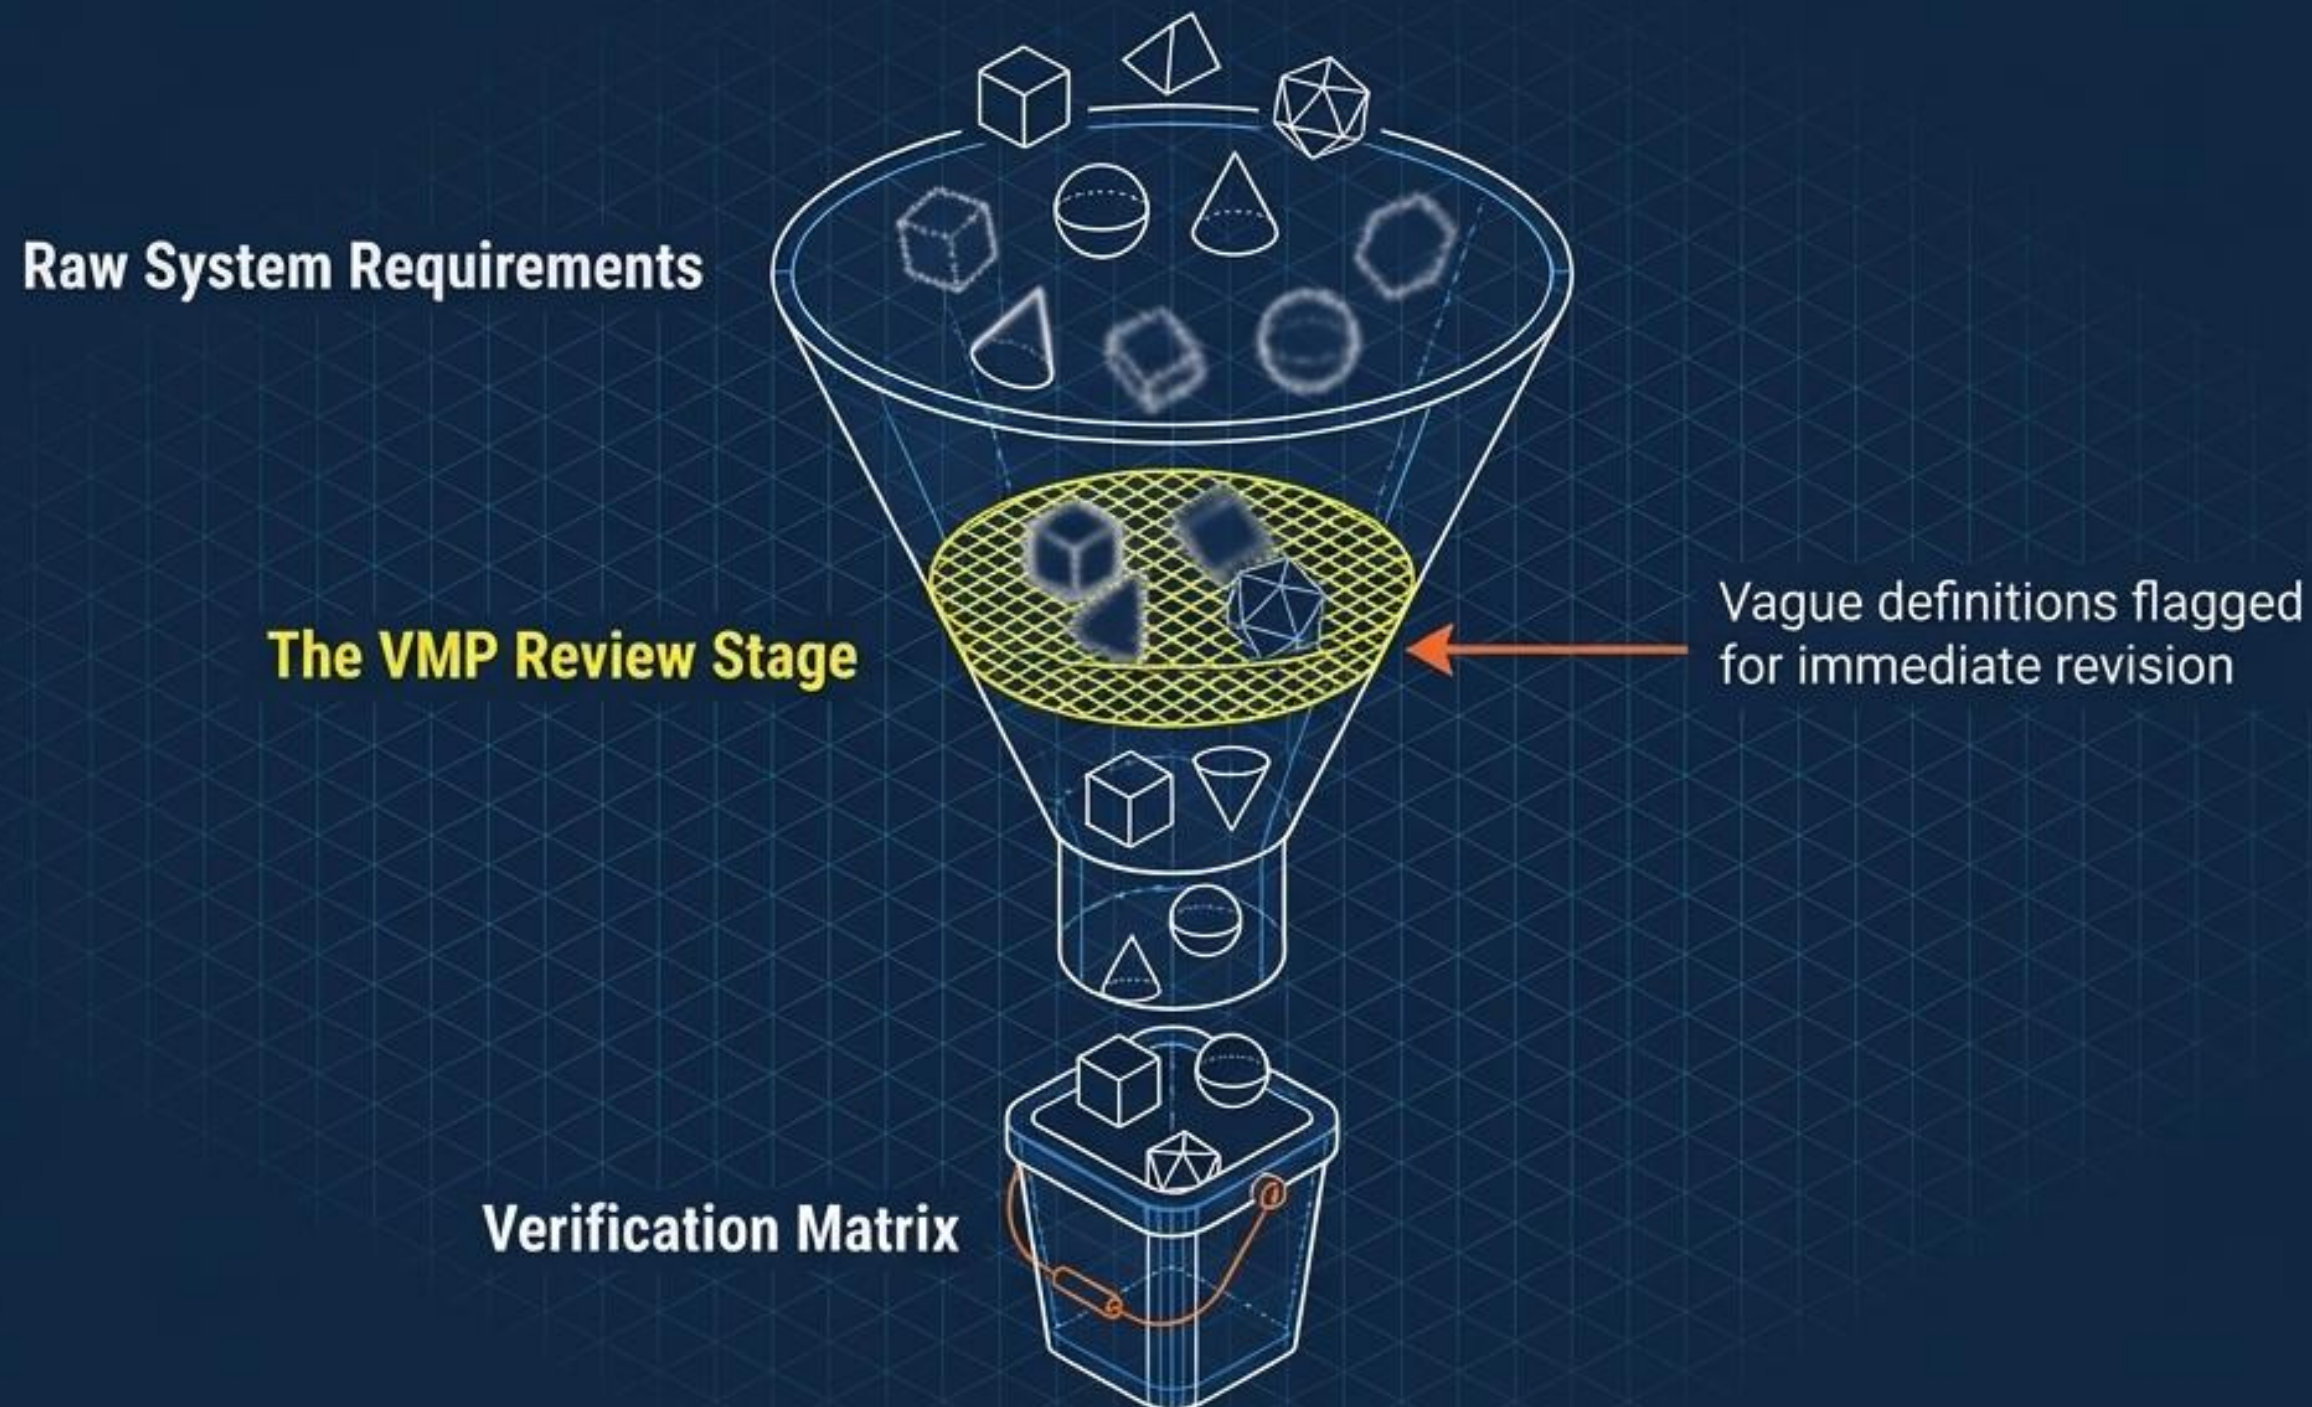 Raw System Requirements
The VMP Review Stage
Vague definitions flagged
for immediate revision
Verification Matrix